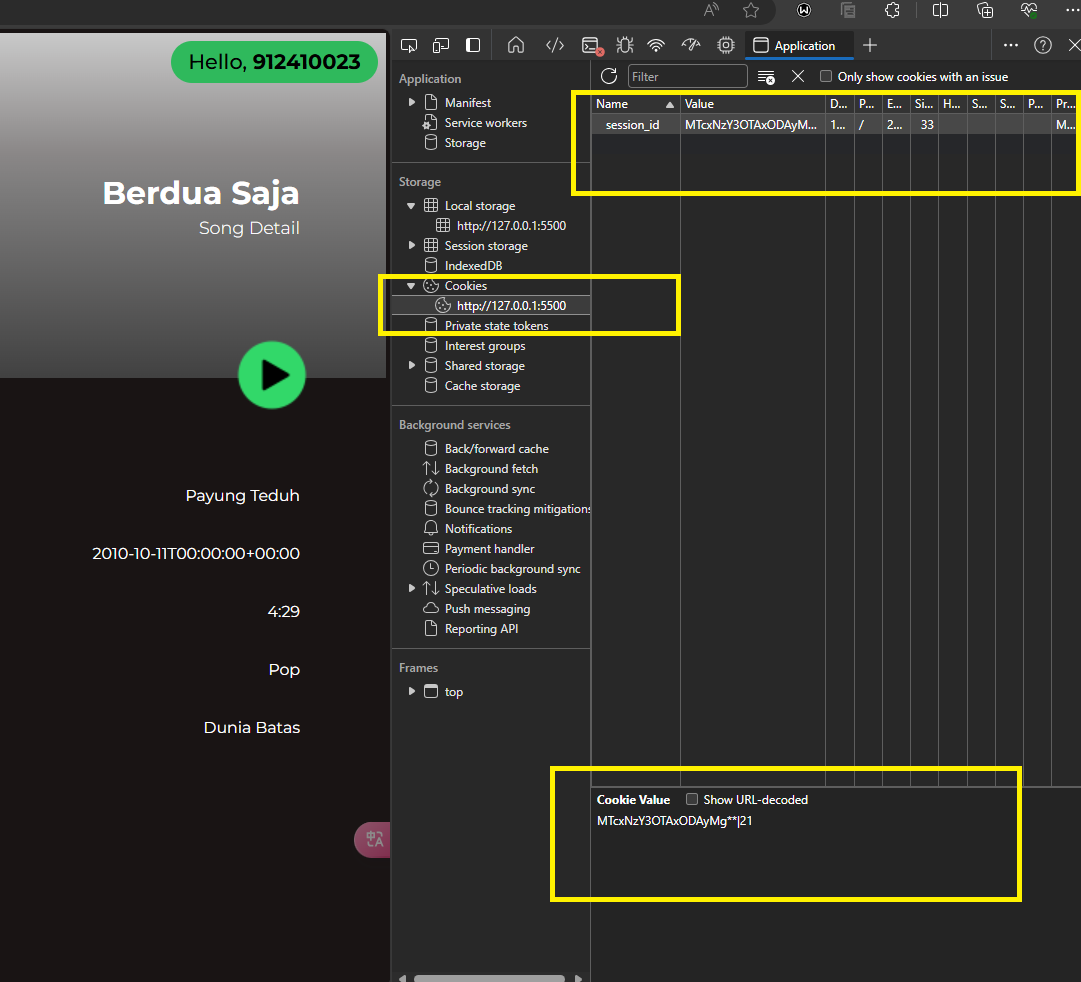 Hello, 912410023
Berdua Saja
Song Detail
Payung Teduh
2010-10-11T00:00:00+00:00
4:29
Pop
Dunia Batas
Application
Application
Manifest
Service workers
Storage
Storage
Local storage
http://127.0.0.1:5500
Session storage
IndexedDB
Cookies
http://127.0.0.1:5500
Private state tokens
Interest groups
Shared storage
Cache storage
Background services
Back/forward cache
Background fetch
Background sync
Bounce tracking mitigations
Notifications
Payment handler
Periodic background sync
Speculative loads
Push messaging
Reporting API
Frames
top
Filter
Only show cookies with an issue
Name Value D... P... E... Si... H... S... S... P... Pr...
session_id MTcxNzY3OTAxODAyM... 1... / 2... 33 M...
Cookie Value Show URL-decoded
MTcxNzY3OTAxODAyMg**|21